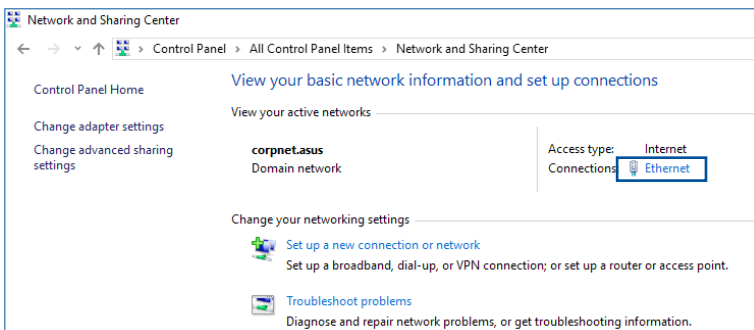 Network and Sharing Center
Control Panel > All Control Panel Items > Network and Sharing Center
Control Panel Home
Change adapter settings
Change advanced sharing
settings
View your basic network information and set up connections
View your active networks
corpnet.asus
Domain network
Access type: Internet
Connections Ethernet
Change your networking settings
Set up a new connection or network
Set up a broadband, dial-up, or VPN connection; or set up a router or access point.
Troubleshoot problems
Diagnose and repair network problems, or get troubleshooting information.